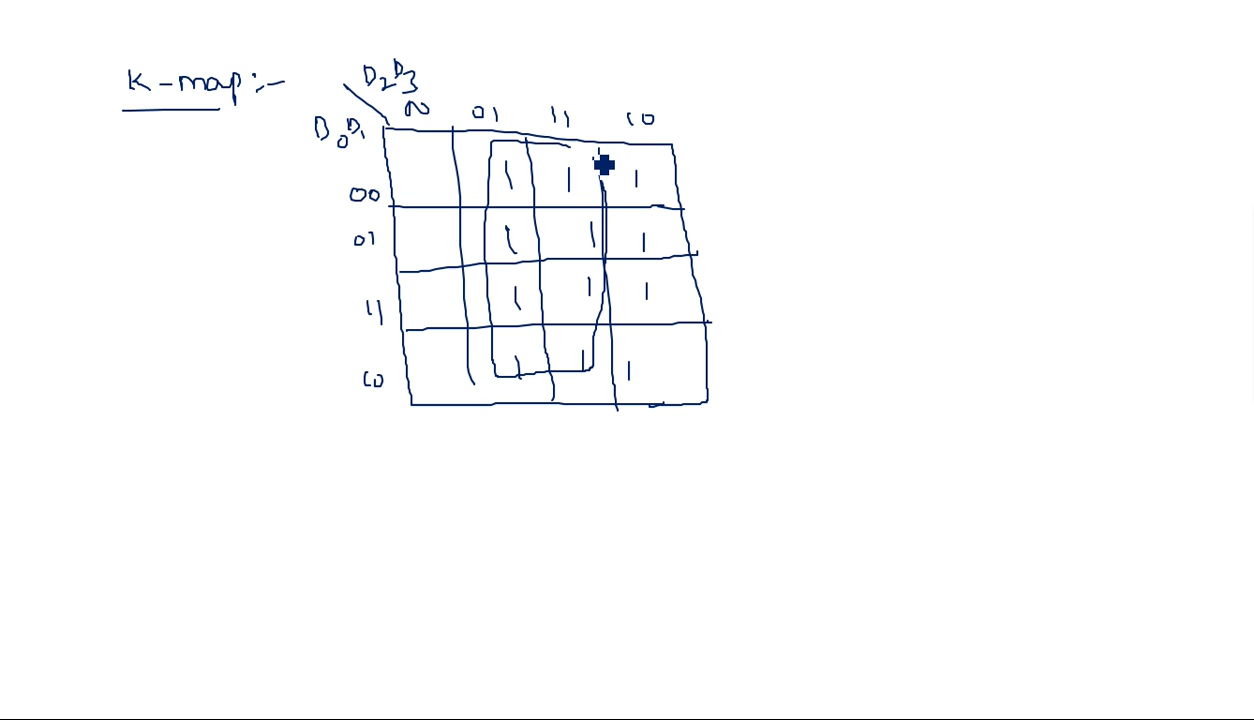 K-map:-
D2D3
00 01 11 10
D0D1
00 1 1 1
01 1 1 1
11 1 1 1
10 1 1 1